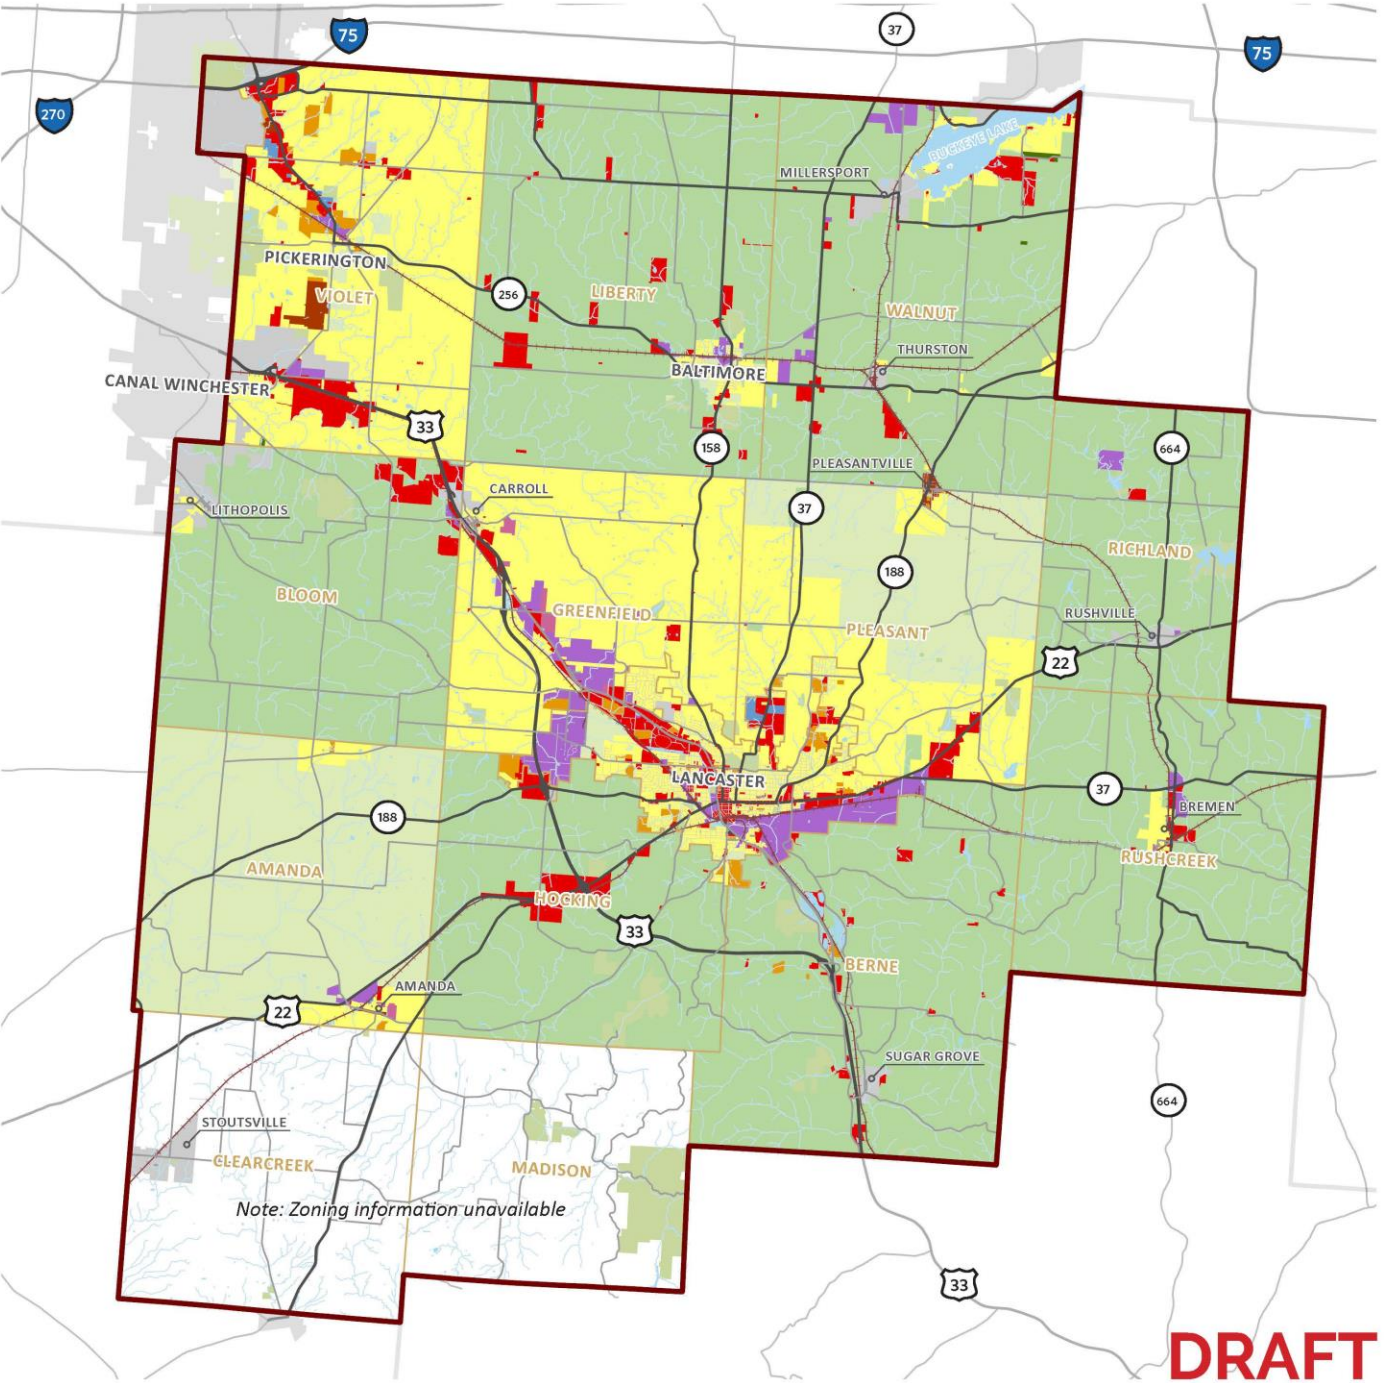 75
37
75
270
BUCKEYE LAKE
MILLERSPORT
PICKERINGTON
VIOLET
256
LIBERTY
WALNUT
THURSTON
BALTIMORE
CANAL WINCHESTER
33
158
664
PLEASANTVILLE
CARROLL
LITHOPOLIS
37
RICHLAND
188
BLOOM
GREENFIELD
RUSHVILLE
PLEASANT
22
LANCASTER
37
BREMEN
188
RUSHCREEK
AMANDA
HOCKING
33
BERNE
AMANDA
22
SUGAR GROVE
664
STOUTSVILLE
CLEARCREEK
MADISON
Note: Zoning information unavailable
33
DRAFT